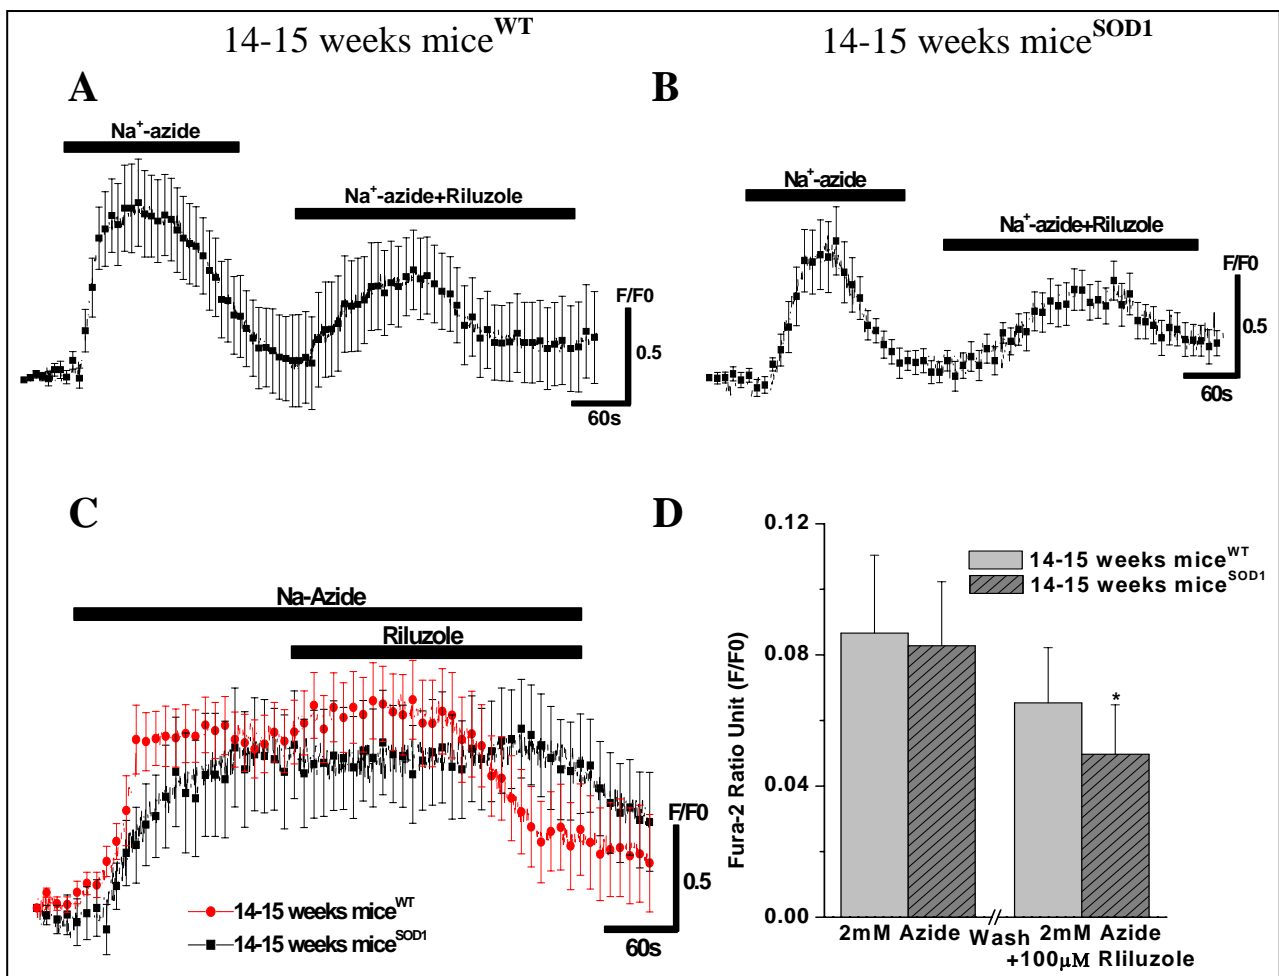 14-15 weeks mice^WT
14-15 weeks mice^SOD1
A
B
Na⁺-azide
Na⁺-azide+Riluzole
F/F0
0.5
60s
Na⁺-azide
Na⁺-azide+Riluzole
F/F0
0.5
60s
C
D
Na-Azide
Riluzole
F/F0
0.5
60s
14-15 weeks mice^WT
14-15 weeks mice^SOD1
0.12
0.08
0.04
0.00
Fura-2 Ratio Unit (F/F0)
14-15 weeks mice^WT
14-15 weeks mice^SOD1
*
2mM Azide Wash 2mM Azide
+100μM Rliluzole